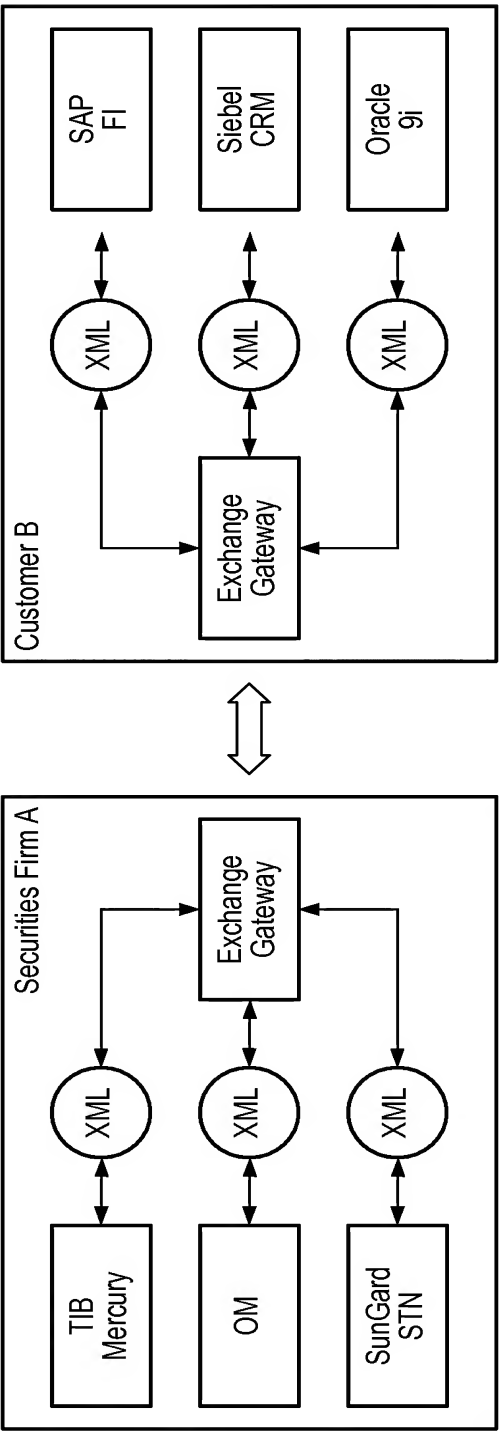 Securities Firm A
TIB
Mercury
XML
OM
XML
SunGard
STN
XML
Exchange
Gateway
Customer B
Exchange
Gateway
XML
SAP
FI
XML
Siebel
CRM
XML
Oracle
9i